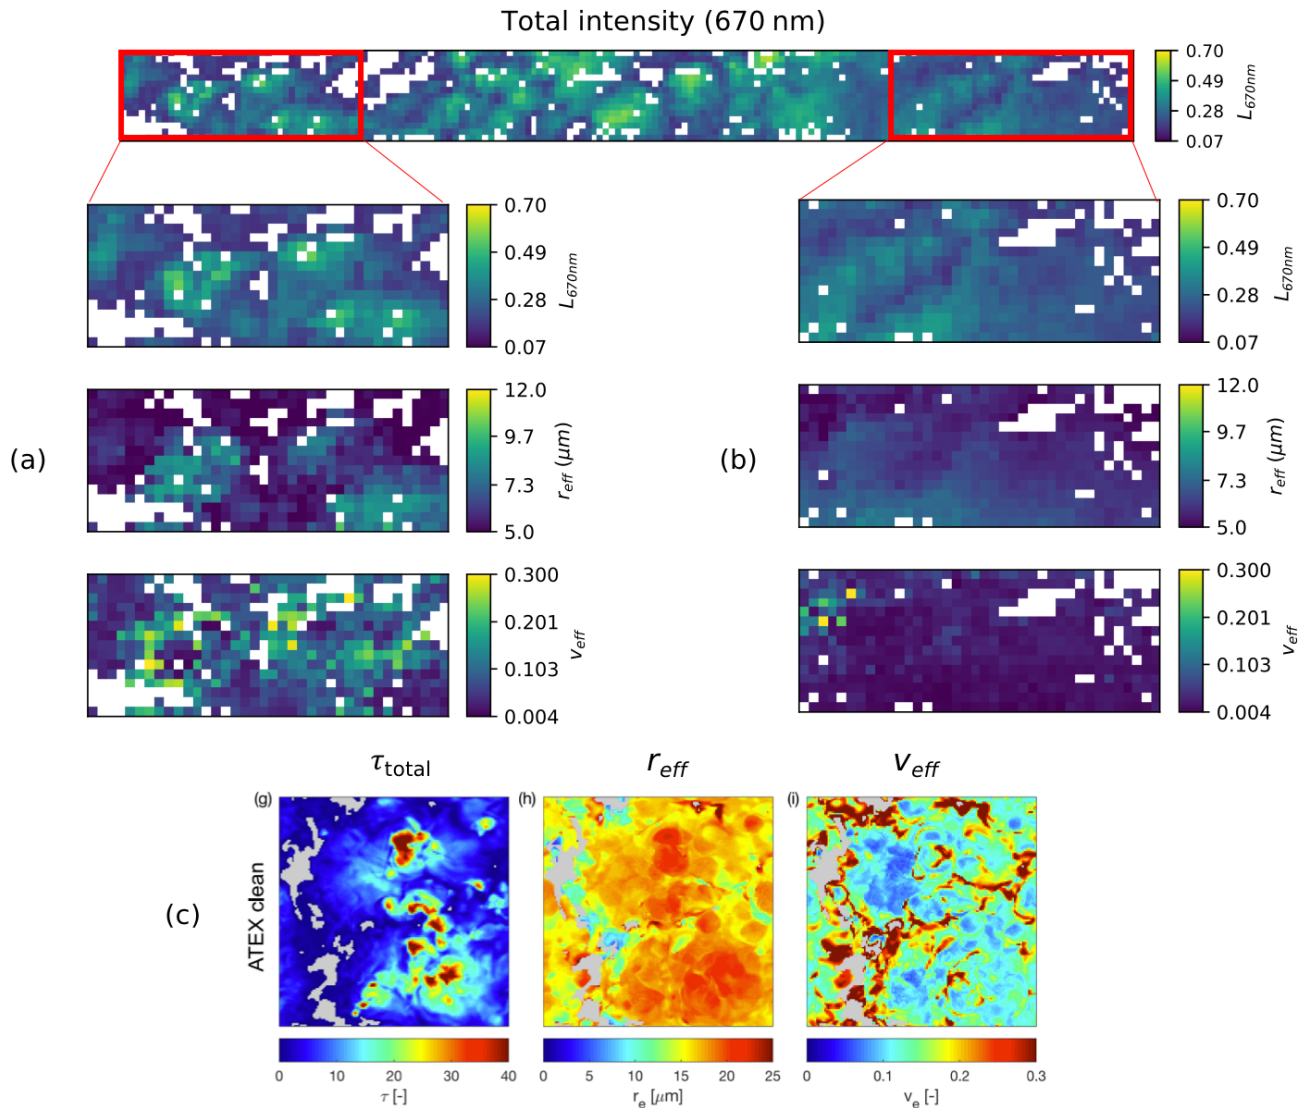 Total intensity (670 nm)
0.70
0.49
0.28
0.07
L670nm
0.70
0.49
0.28
0.07
L670nm
0.70
0.49
0.28
0.07
L670nm
(a)
12.0
9.7
7.3
5.0
reff (μm)
(b)
12.0
9.7
7.3
5.0
reff (μm)
0.300
0.201
0.103
0.004
veff
0.300
0.201
0.103
0.004
veff
τtotal
reff
veff
(g)
(h)
(i)
(c)
ATEX clean
0 10 20 30 40
τ [-]
0 5 10 15 20 25
re [μm]
0 0.1 0.2 0.3
ve [-]